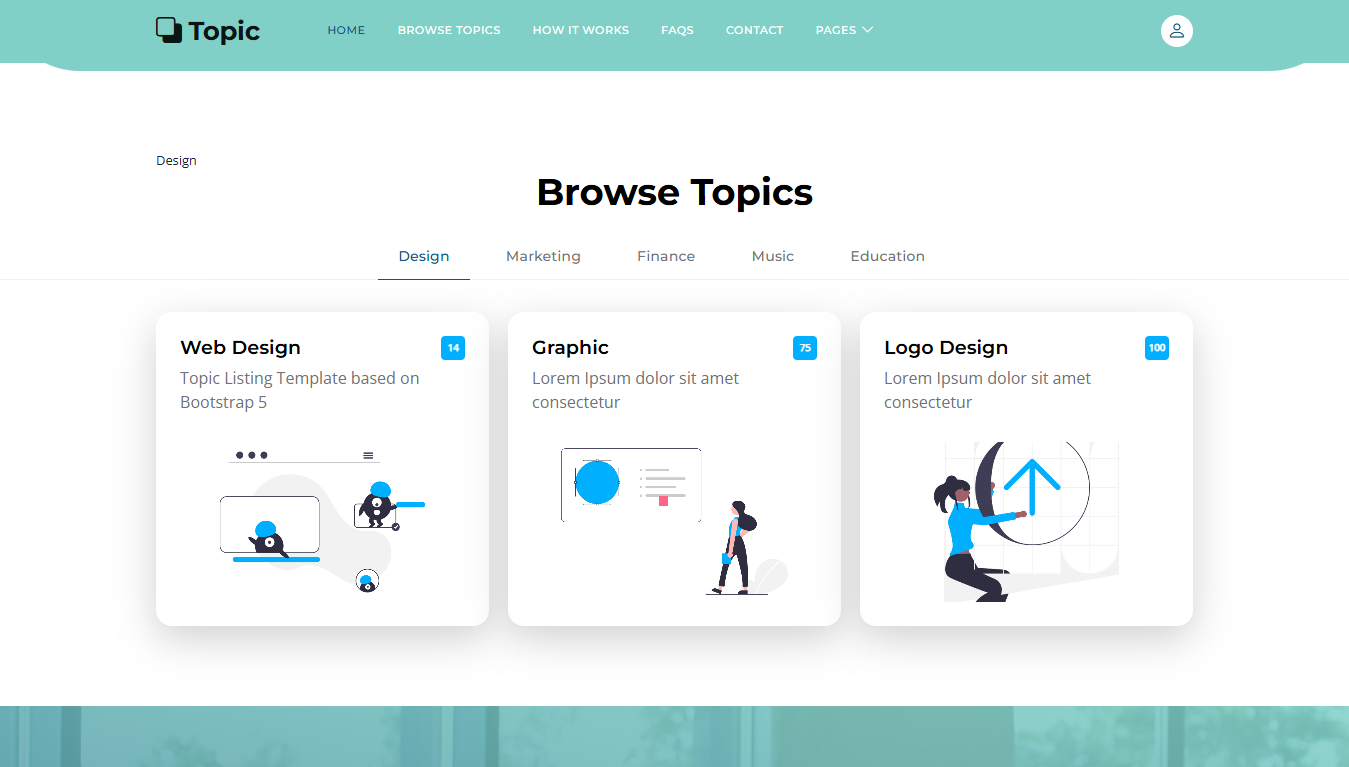 Topic
HOME
BROWSE TOPICS
HOW IT WORKS
FAQS
CONTACT
PAGES
Design
Browse Topics
Design
Marketing
Finance
Music
Education
Web Design
14
Topic Listing Template based on
Bootstrap 5
Graphic
75
Lorem Ipsum dolor sit amet
consectetur
Logo Design
100
Lorem Ipsum dolor sit amet
consectetur